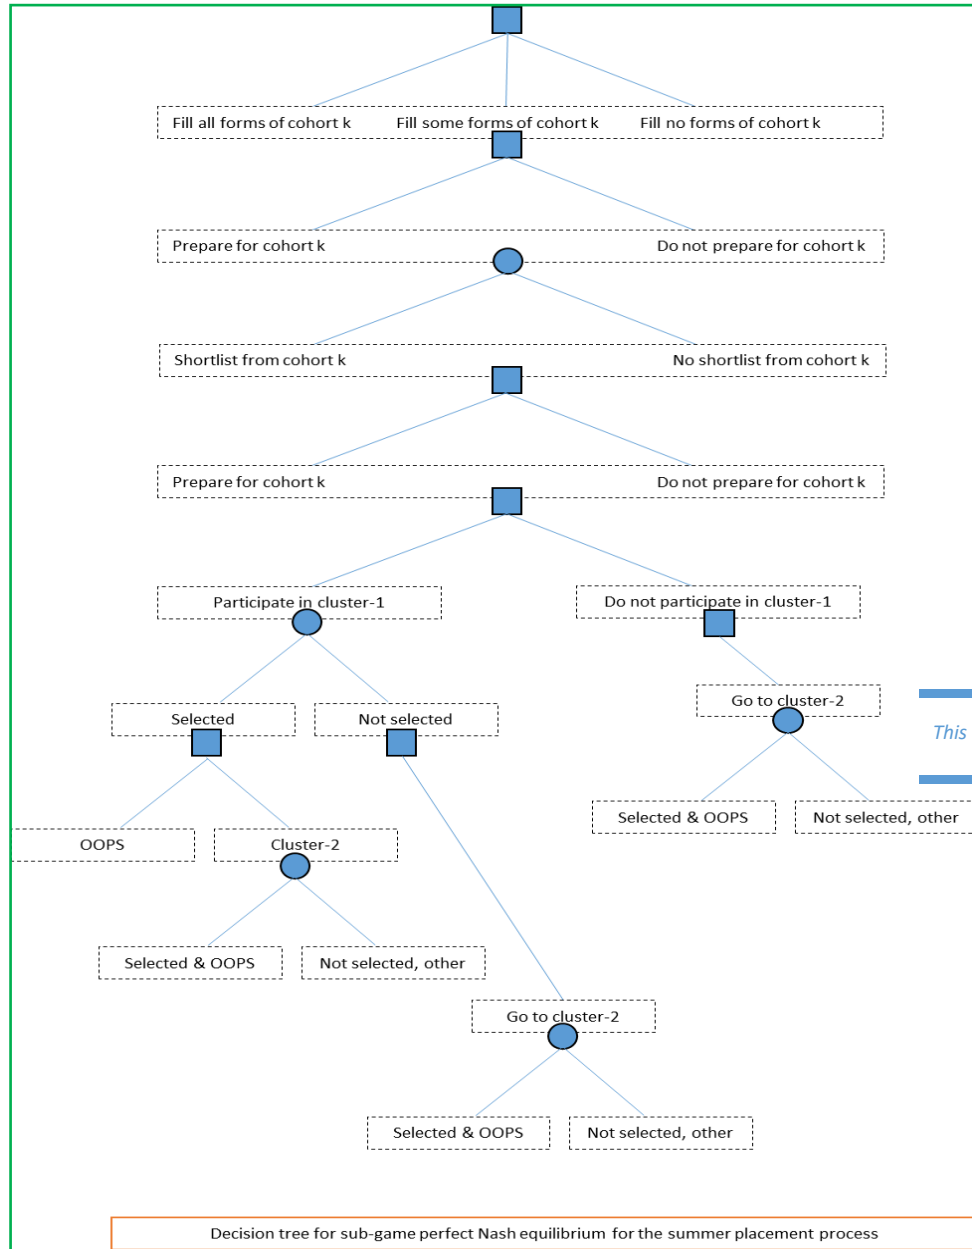 Fill all forms of cohort k Fill some forms of cohort k Fill no forms of cohort k
Prepare for cohort k Do not prepare for cohort k
Shortlist from cohort k No shortlist from cohort k
Prepare for cohort k Do not prepare for cohort k
Participate in cluster-1 Do not participate in cluster-1
Go to cluster-2
Selected Not selected
This
Selected & OOPS Not selected, other
OOPS Cluster-2
Selected & OOPS Not selected, other
Go to cluster-2
Selected & OOPS Not selected, other
Decision tree for sub-game perfect Nash equilibrium for the summer placement process